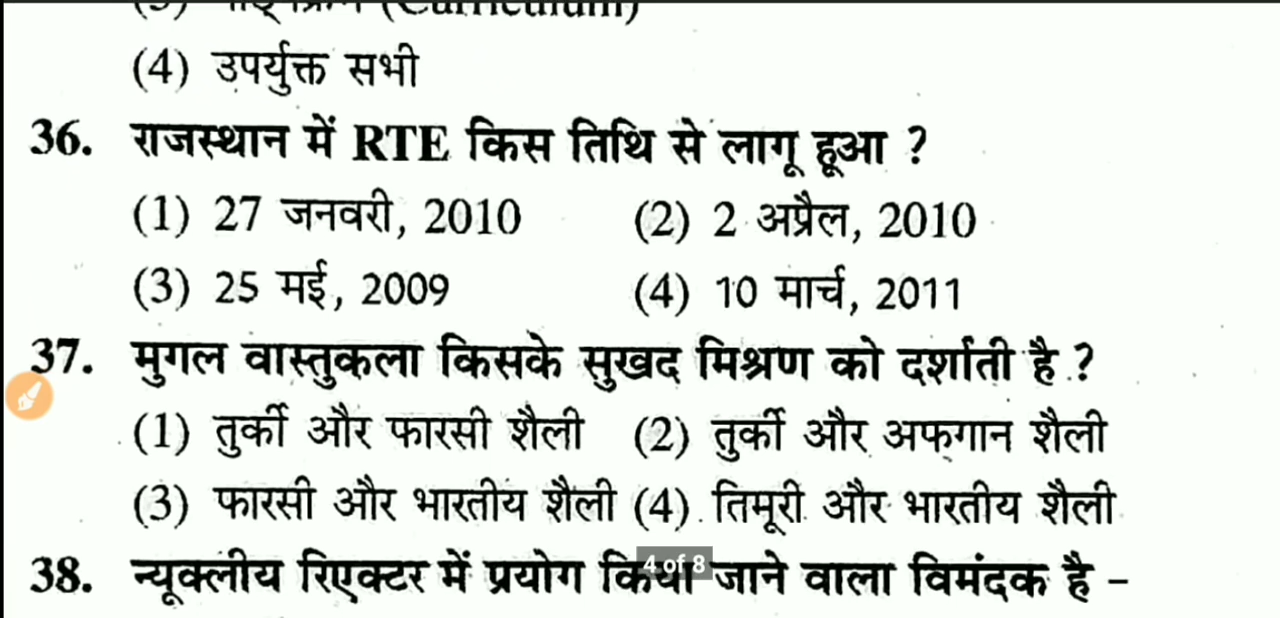 (4) उपर्युक्त सभी
36. राजस्थान में RTE किस तिथि से लागू हूआ ?
(1) 27 जनवरी, 2010 (2) 2 अप्रैल, 2010
(3) 25 मई, 2009 (4) 10 मार्च, 2011
37. मुगल वास्तुकला किसके सुखद मिश्रण को दर्शाती है ?
(1) तुर्की और फारसी शैली (2) तुर्की और अफगान शैली
(3) फारसी और भारतीय शैली (4) तिमूरी और भारतीय शैली
38. न्यूक्लीय रिएक्टर में प्रयोग किया जाने वाला विमंदक है –
4 of 8